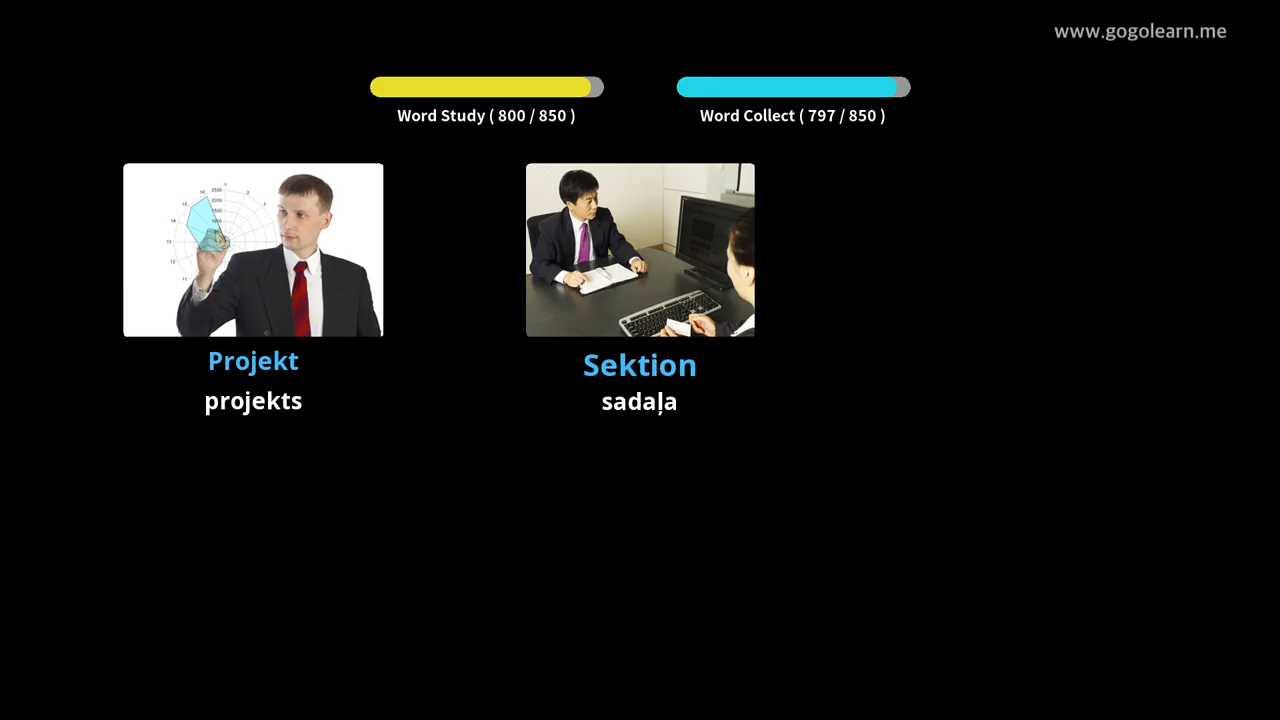 www.gogolearn.me
Word Study ( 800 / 850 )
Word Collect ( 797 / 850 )
Projekt
projekts
Sektion
sadaļa